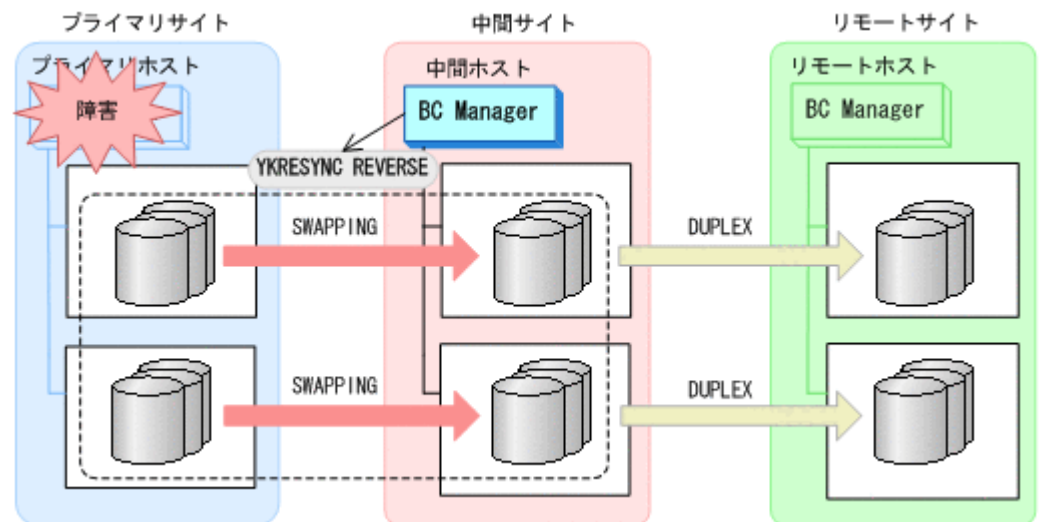 プライマリサイト
中間サイト
リモートサイト
プライマリホスト
中間ホスト
リモートホスト
障害
BC Manager
BC Manager
YKRESYNC REVERSE
SWAPPING
DUPLEX
SWAPPING
DUPLEX